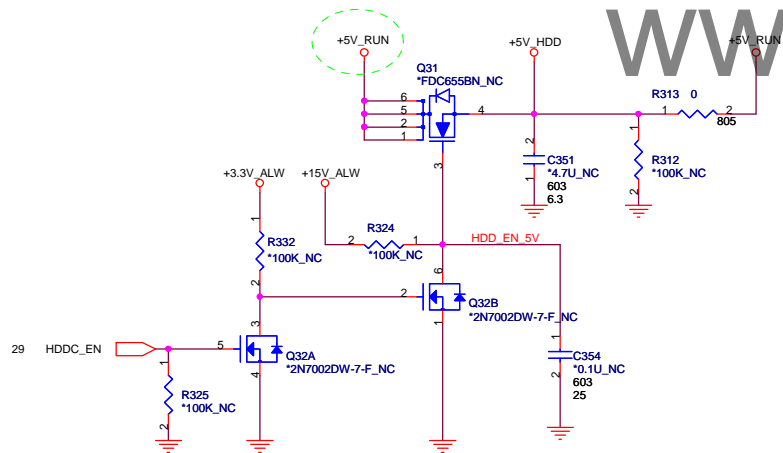 WW
+5V_RUN
+5V_HDD
+5V_RUN
Q31
*FDC655BN_NC
6
5
2
1
4
3
R313 0
1
2
805
2
1
C351
*4.7U_NC
603
6.3
1
2
R312
*100K_NC
+3.3V_ALW
+15V_ALW
1
2
R332
*100K_NC
R324
2
1
*100K_NC
HDD_EN_5V
6
2
1
Q32B
*2N7002DW-7-F_NC
29 HDDC_EN
5
3
4
Q32A
*2N7002DW-7-F_NC
1
2
R325
*100K_NC
1
2
C354
*0.1U_NC
603
25